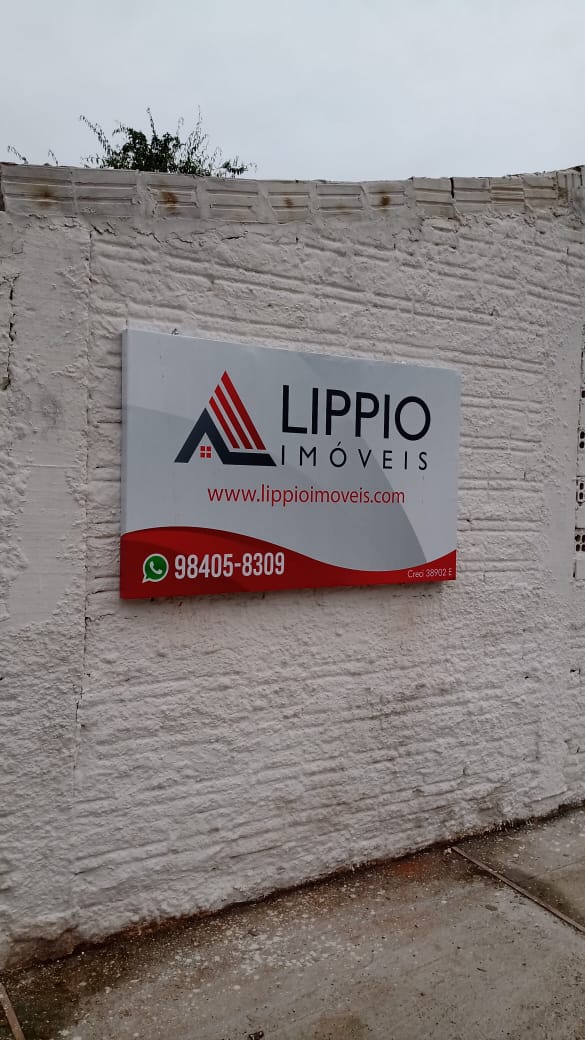 LIPPIO
IMÓVEIS
www.lippioimoveis.com
98405-8309
Creci 38902 E